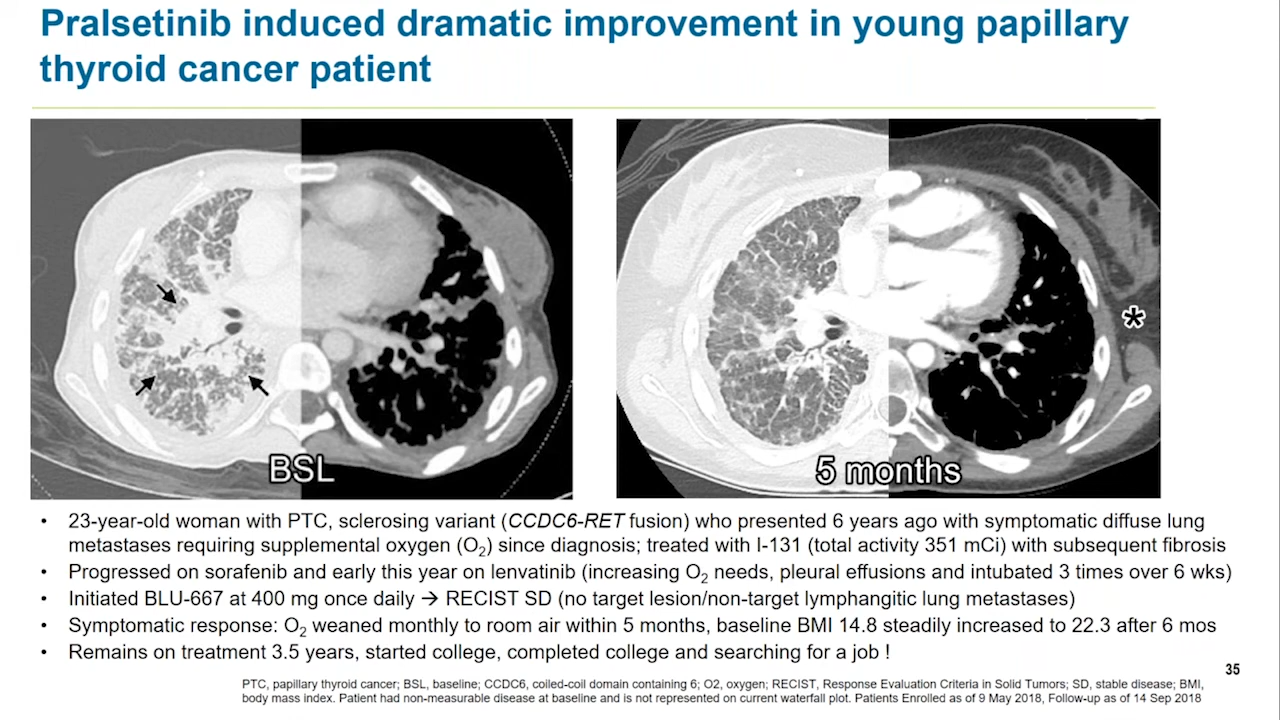 Pralsetinib induced dramatic improvement in young papillary
thyroid cancer patient
BSL
5 months
*
• 23-year-old woman with PTC, sclerosing variant (CCDC6-RET fusion) who presented 6 years ago with symptomatic diffuse lung
metastases requiring supplemental oxygen (O2) since diagnosis; treated with I-131 (total activity 351 mCi) with subsequent fibrosis
• Progressed on sorafenib and early this year on lenvatinib (increasing O2 needs, pleural effusions and intubated 3 times over 6 wks)
• Initiated BLU-667 at 400 mg once daily → RECIST SD (no target lesion/non-target lymphangitic lung metastases)
• Symptomatic response: O2 weaned monthly to room air within 5 months, baseline BMI 14.8 steadily increased to 22.3 after 6 mos
• Remains on treatment 3.5 years, started college, completed college and searching for a job !
35
PTC, papillary thyroid cancer; BSL, baseline; CCDC6, coiled-coil domain containing 6; O2, oxygen; RECIST, Response Evaluation Criteria in Solid Tumors; SD, stable disease; BMI,
body mass index. Patient had non-measurable disease at baseline and is not represented on current waterfall plot. Patients Enrolled as of 9 May 2018, Follow-up as of 14 Sep 2018